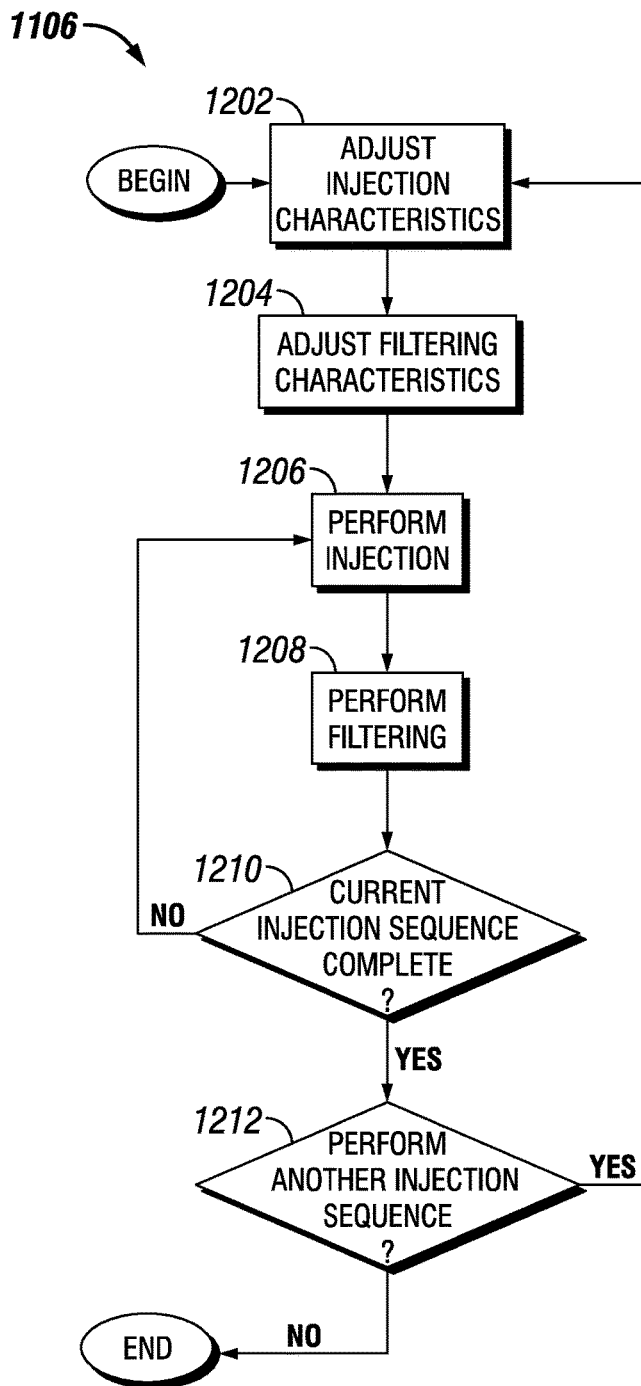 1106
1202
BEGIN
ADJUST
INJECTION
CHARACTERISTICS
1204
ADJUST FILTERING
CHARACTERISTICS
1206
PERFORM
INJECTION
1208
PERFORM
FILTERING
1210
CURRENT
INJECTION SEQUENCE
COMPLETE
?
NO
YES
1212
PERFORM
ANOTHER INJECTION
SEQUENCE
?
YES
NO
END